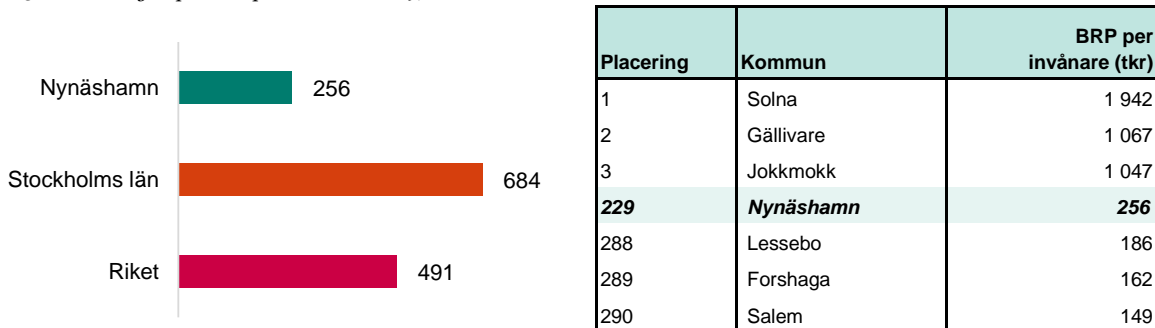 Nynäshamn 256
Stockholms län 684
Riket 491
Placering Kommun BRP per invånare (tkr)
1 Solna 1 942
2 Gällivare 1 067
3 Jokkmokk 1 047
229 Nynäshamn 256
288 Lessebo 186
289 Forshaga 162
290 Salem 149